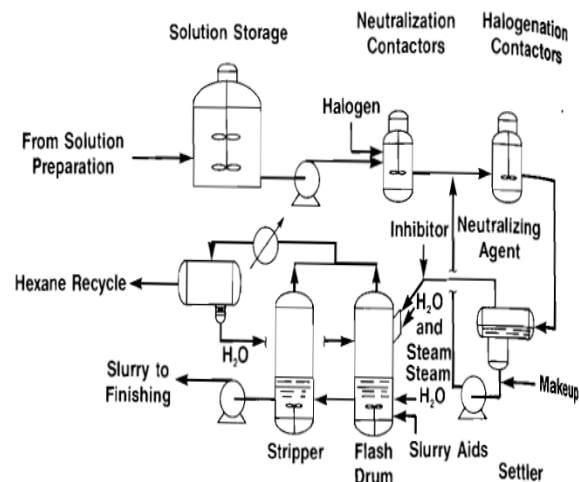 Solution Storage
Neutralization
Contactors
Halogenation
Contactors
Halogen
From Solution
Preparation
Inhibitor
Neutralizing
Agent
Hexane Recycle
H₂O
H₂O
and
Steam
Steam
H₂O
Slurry to
Finishing
Makeup
Stripper
Flash
Drum
Slurry Aids
Settler